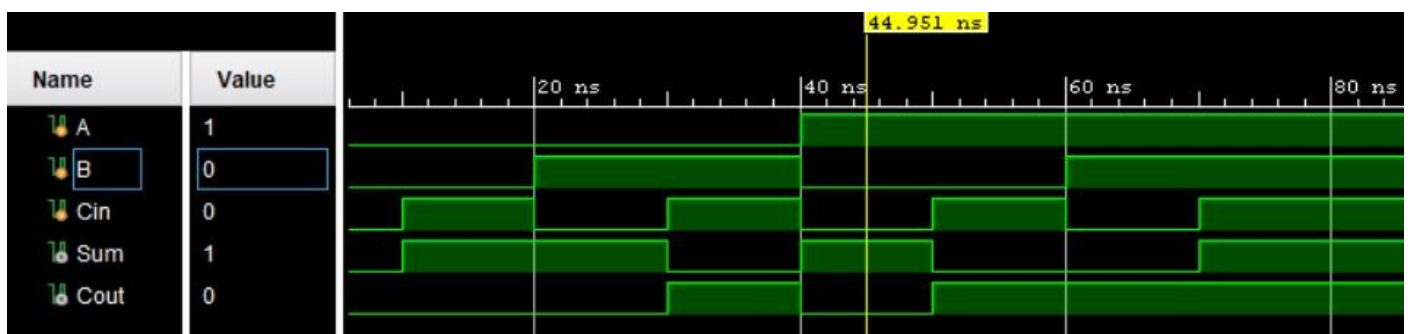 44.951 ns
Name Value
20 ns 40 ns 60 ns 80 ns
A 1
B 0
Cin 0
Sum 1
Cout 0